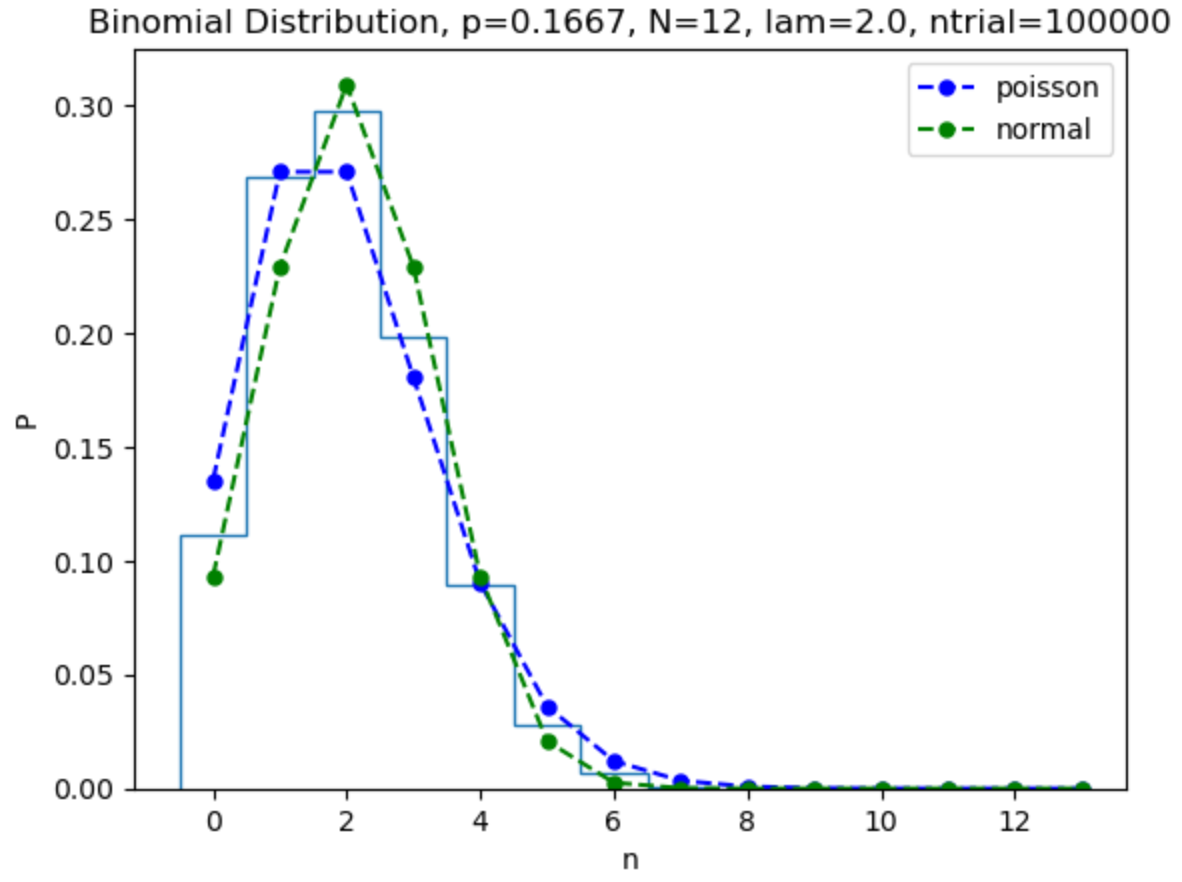 Binomial Distribution, p=0.1667, N=12, lam=2.0, ntrial=100000
poisson
normal
0.30
0.25
0.20
0.15
0.10
0.05
0.00
P
0 2 4 6 8 10 12
n